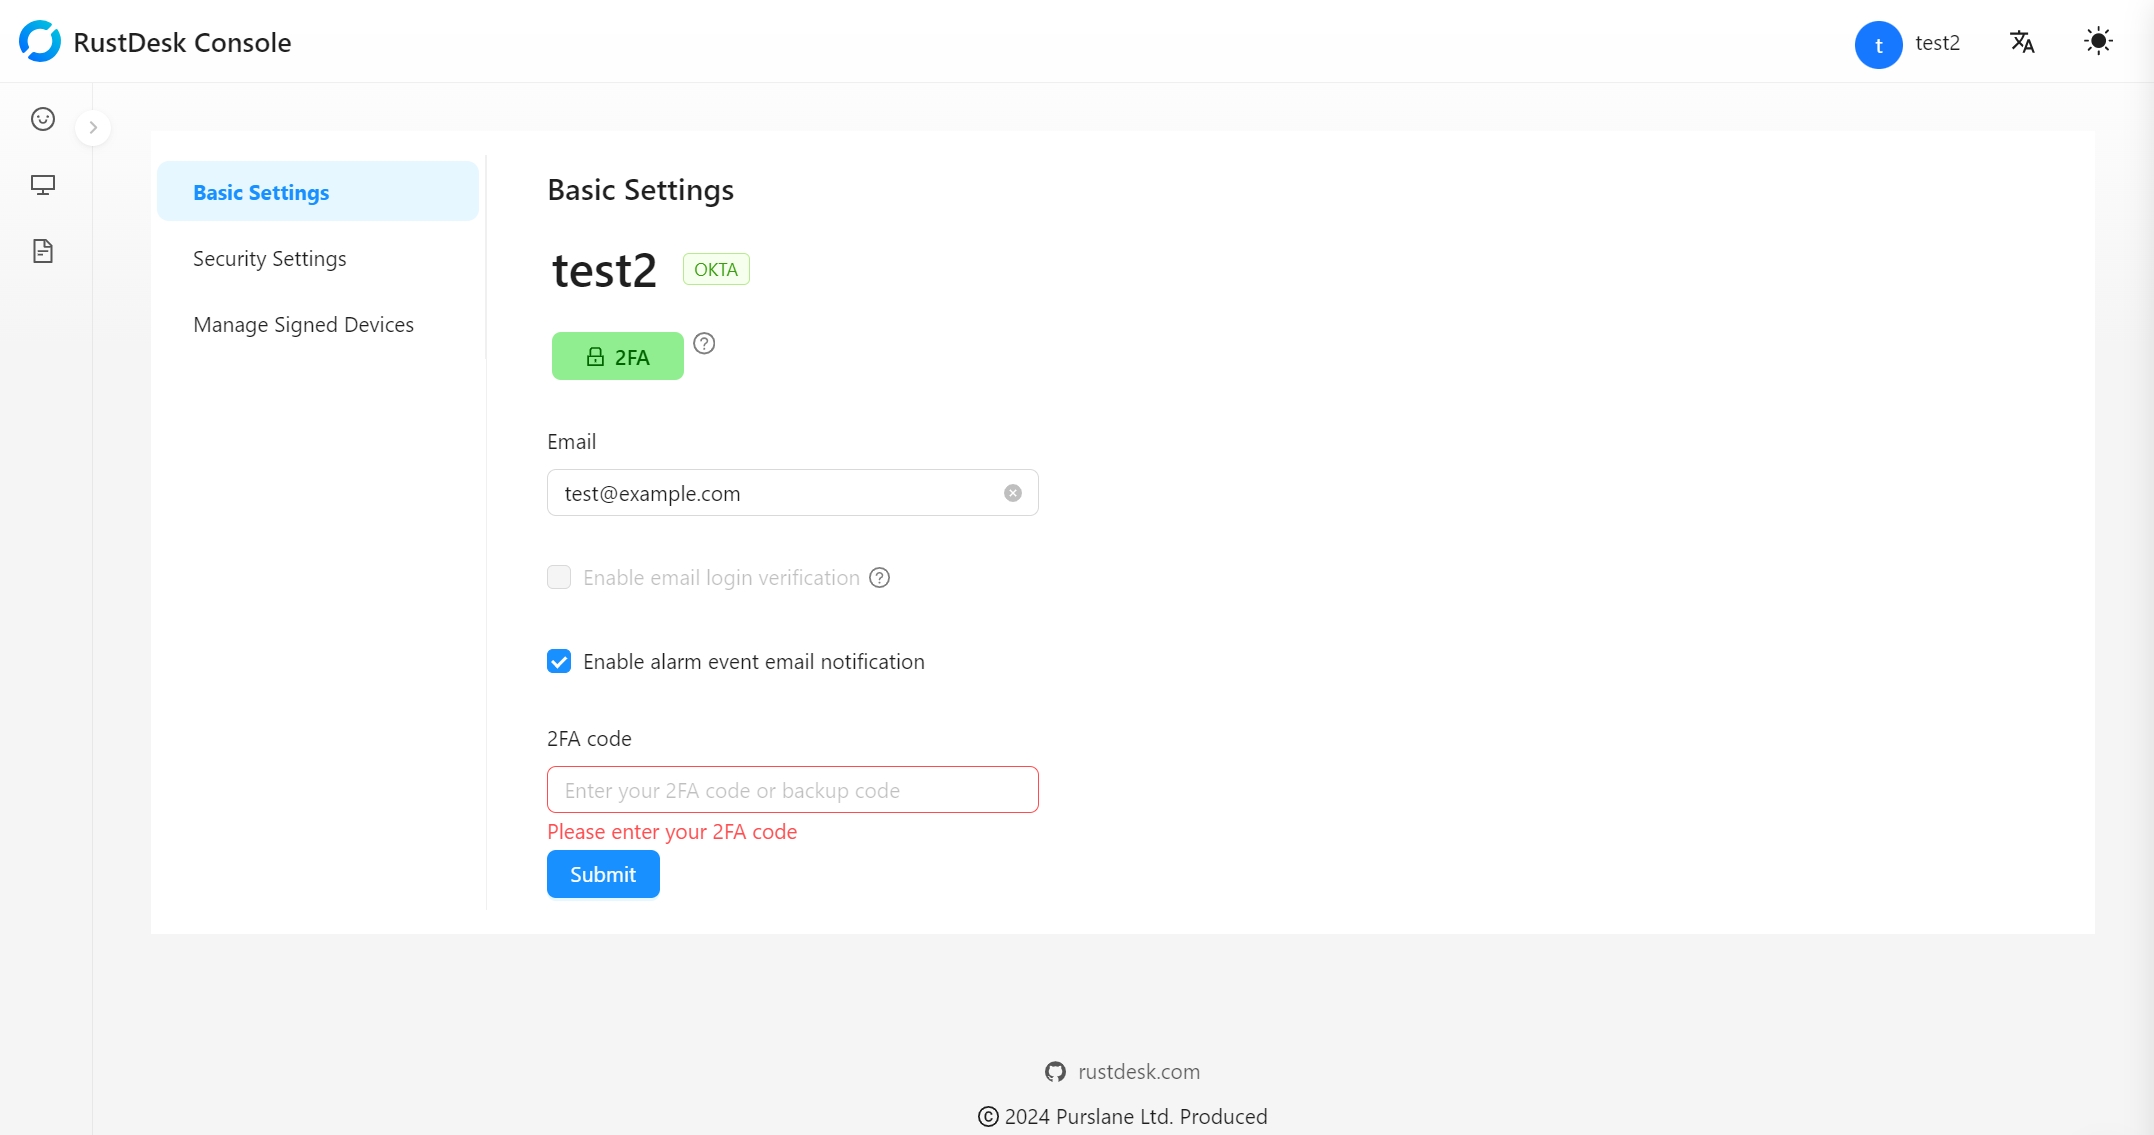 RustDesk Console
t
test2
Basic Settings
Security Settings
Manage Signed Devices
Basic Settings
test2 OKTA
2FA
Email
test@example.com
Enable email login verification
Enable alarm event email notification
2FA code
Enter your 2FA code or backup code
Please enter your 2FA code
Submit
rustdesk.com
© 2024 Purslane Ltd. Produced